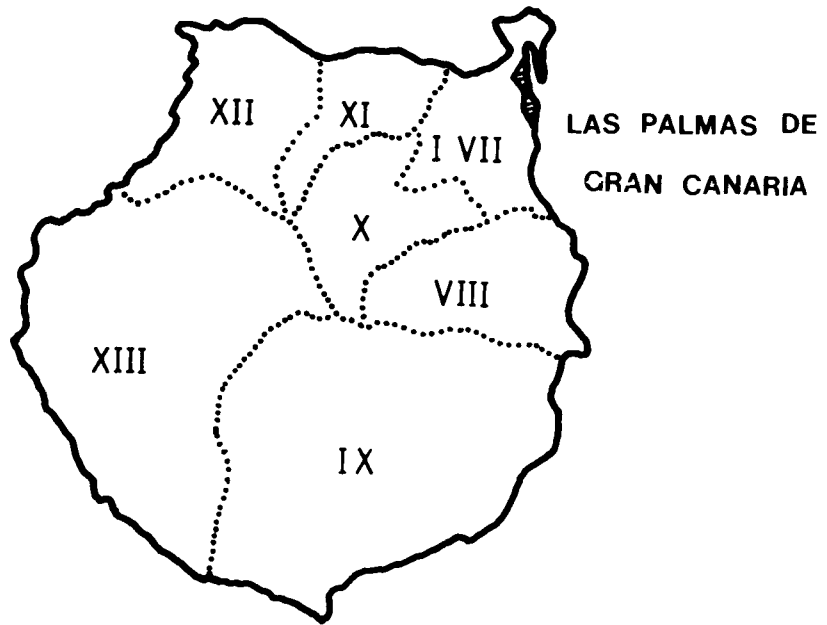 XII
XI
I VII
LAS PALMAS DE
GRAN CANARIA
X
VIII
XIII
IX